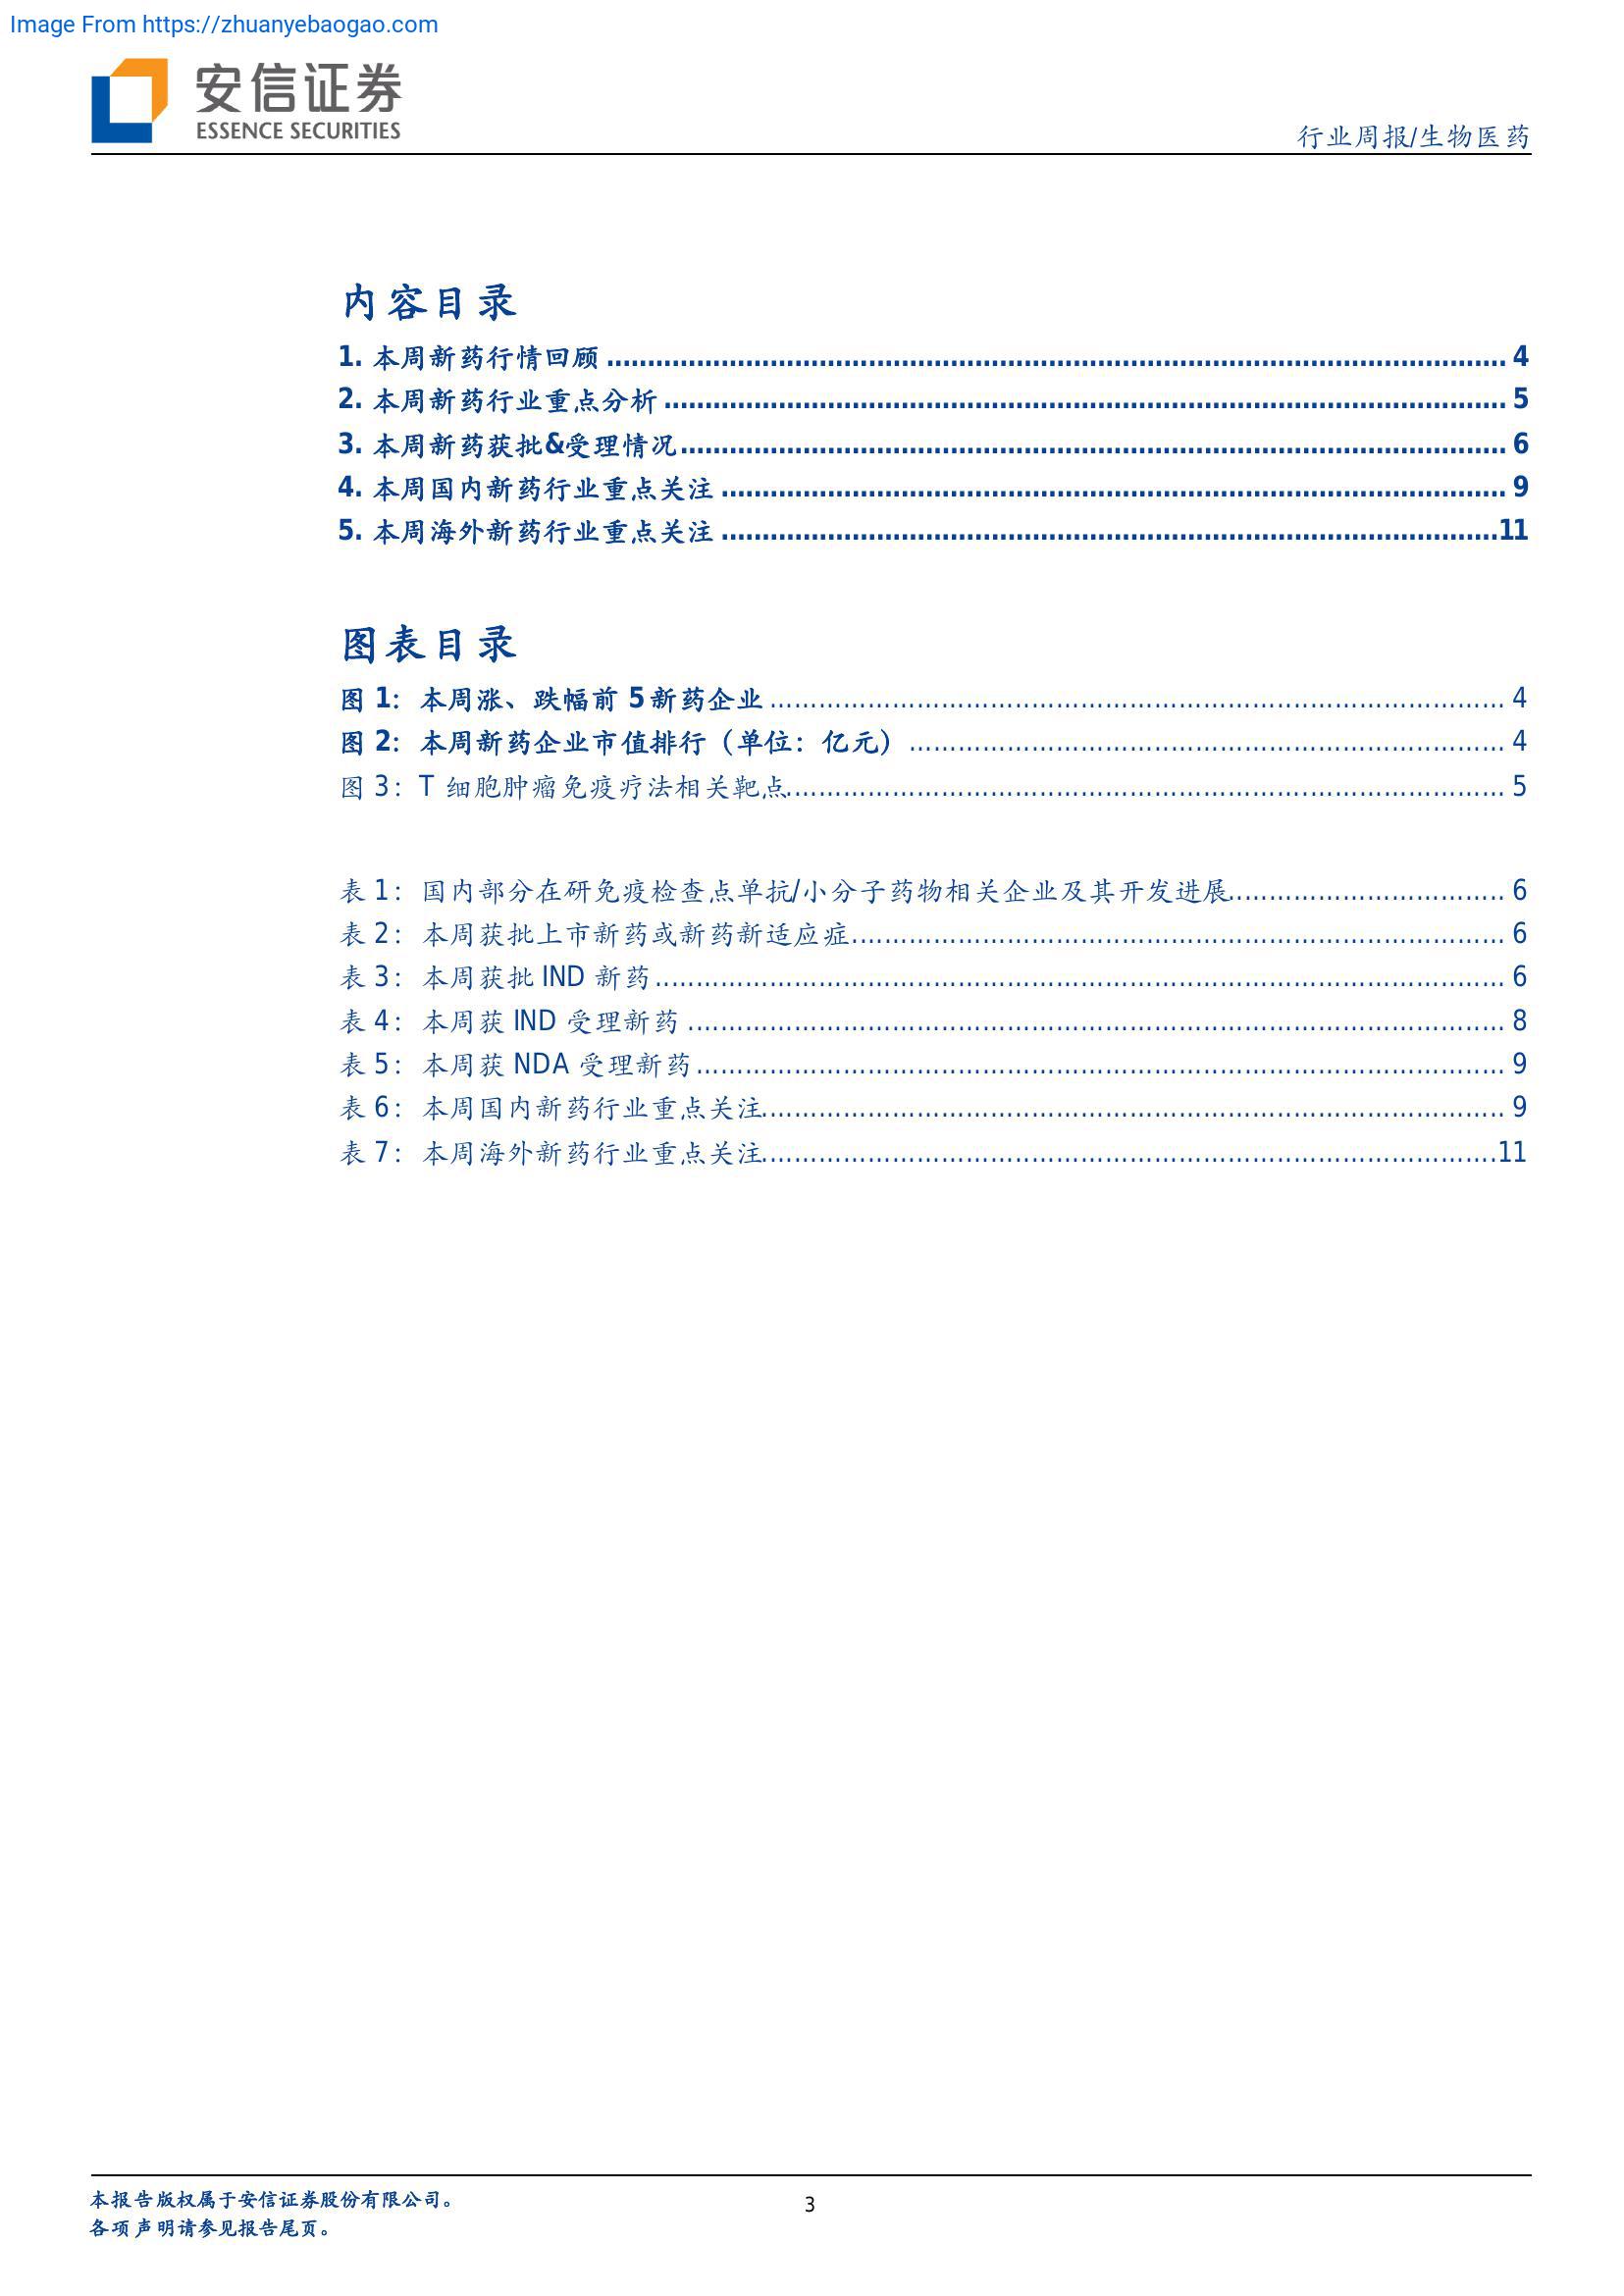 Image From https://zhuanyebaogao.com
安信证券
ESSENCE SECURITIES
行业周报/生物医药
内容目录
1. 本周新药行情回顾 ........................................ 4
2. 本周新药行业重点分析 ........................................ 5
3. 本周新药获批&受理情况 ........................................ 6
4. 本周国内新药行业重点关注 ........................................ 9
5. 本周海外新药行业重点关注 ........................................ 11
图表目录
图 1：本周涨、跌幅前 5 新药企业 ........................................ 4
图 2：本周新药企业市值排行（单位：亿元） ........................................ 4
图 3：T 细胞肿瘤免疫疗法相关靶点 ........................................ 5
表 1：国内部分在研免疫检查点单抗/小分子药物相关企业及其开发进展 ........................................ 6
表 2：本周获批上市新药或新药新适应症 ........................................ 6
表 3：本周获批 IND 新药 ........................................ 6
表 4：本周获 IND 受理新药 ........................................ 8
表 5：本周获 NDA 受理新药 ........................................ 9
表 6：本周国内新药行业重点关注 ........................................ 9
表 7：本周海外新药行业重点关注 ........................................ 11
本报告版权属于安信证券股份有限公司。
各项声明请参见报告尾页。
3